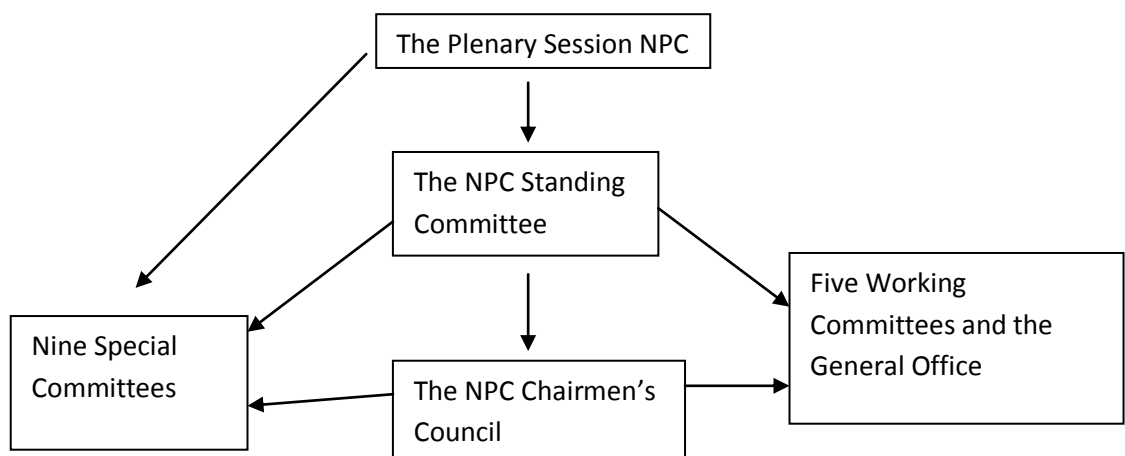 The Plenary Session NPC
The NPC Standing
Committee
Five Working
Committees and the
General Office
Nine Special
Committees
The NPC Chairmen’s
Council